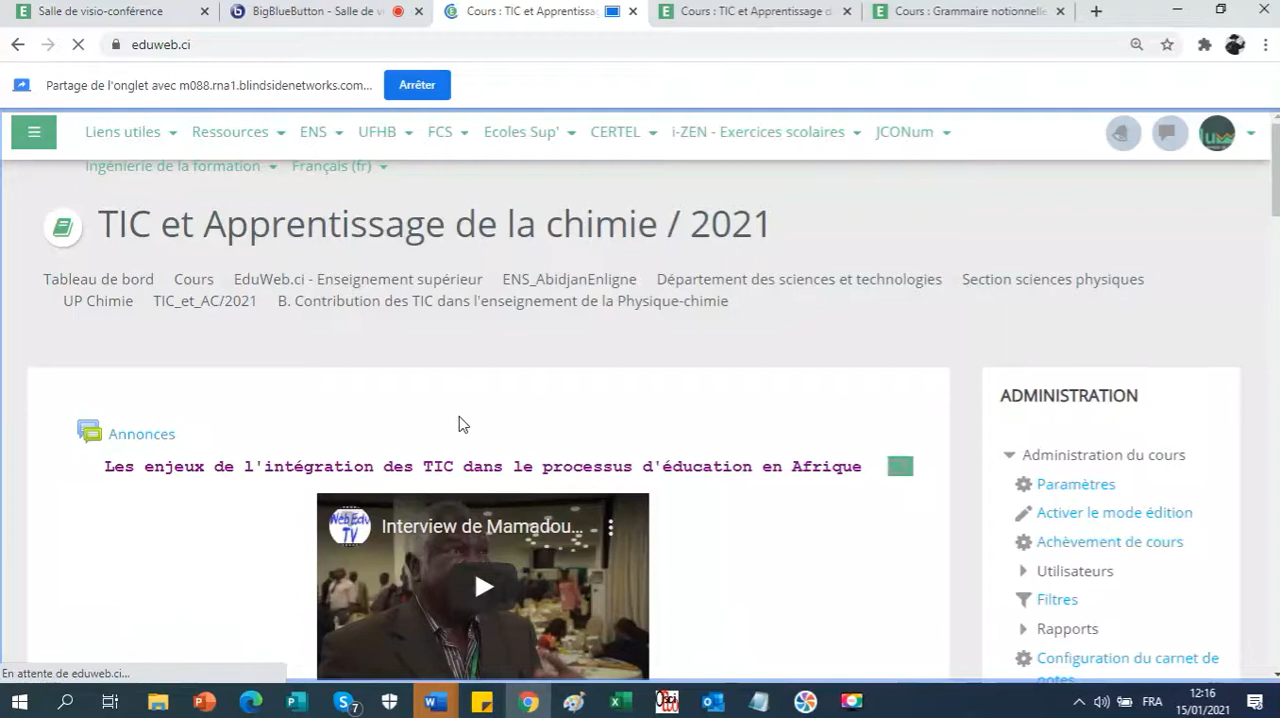 Salle de visio-conférence
BigBlueButton - Salle de v
Cours : TIC et Apprentissag
Cours : TIC et Apprentissage d
Cours : Grammaire notionnelle
eduweb.ci
Partage de l'onglet avec m088.rna1.blindsidenetworks.com...
Arrêter
Liens utiles
Ressources
ENS
UFHB
FCS
Ecoles Sup'
CERTEL
i-ZEN - Exercices scolaires
JCONum
Ingénierie de la formation
Français (fr)
TIC et Apprentissage de la chimie / 2021
Tableau de bord
Cours
EduWeb.ci - Enseignement supérieur
ENS_AbidjanEnligne
Département des sciences et technologies
Section sciences physiques
UP Chimie
TIC_et_AC/2021
B. Contribution des TIC dans l'enseignement de la Physique-chimie
Annonces
Les enjeux de l'intégration des TIC dans le processus d'éducation en Afrique
WebEdu
TV
Interview de Mamadou...
ADMINISTRATION
Administration du cours
Paramètres
Activer le mode édition
Achèvement de cours
Utilisateurs
Filtres
Rapports
Configuration du carnet de
notes
En attente de eduweb.ci...
7
FRA
12:16
15/01/2021